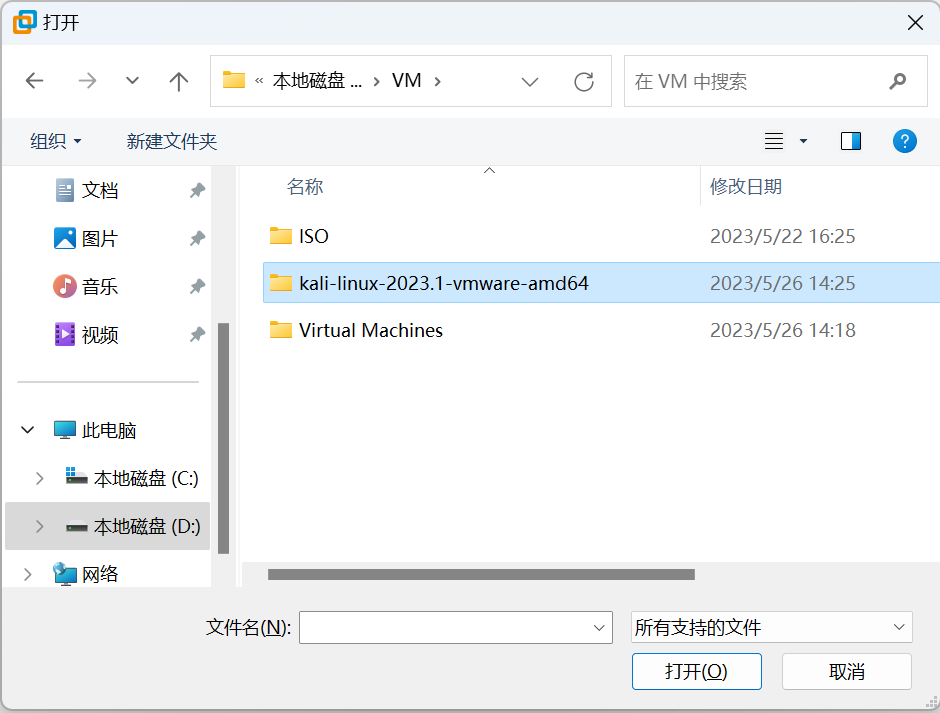 打开
« 本地磁盘 ... › VM ›
在 VM 中搜索
组织
新建文件夹
?
文档
图片
音乐
视频
此电脑
本地磁盘 (C:)
本地磁盘 (D:)
网络
名称 修改日期
ISO 2023/5/22 16:25
kali-linux-2023.1-vmware-amd64 2023/5/26 14:25
Virtual Machines 2023/5/26 14:18
文件名(N):
所有支持的文件
打开(O)
取消